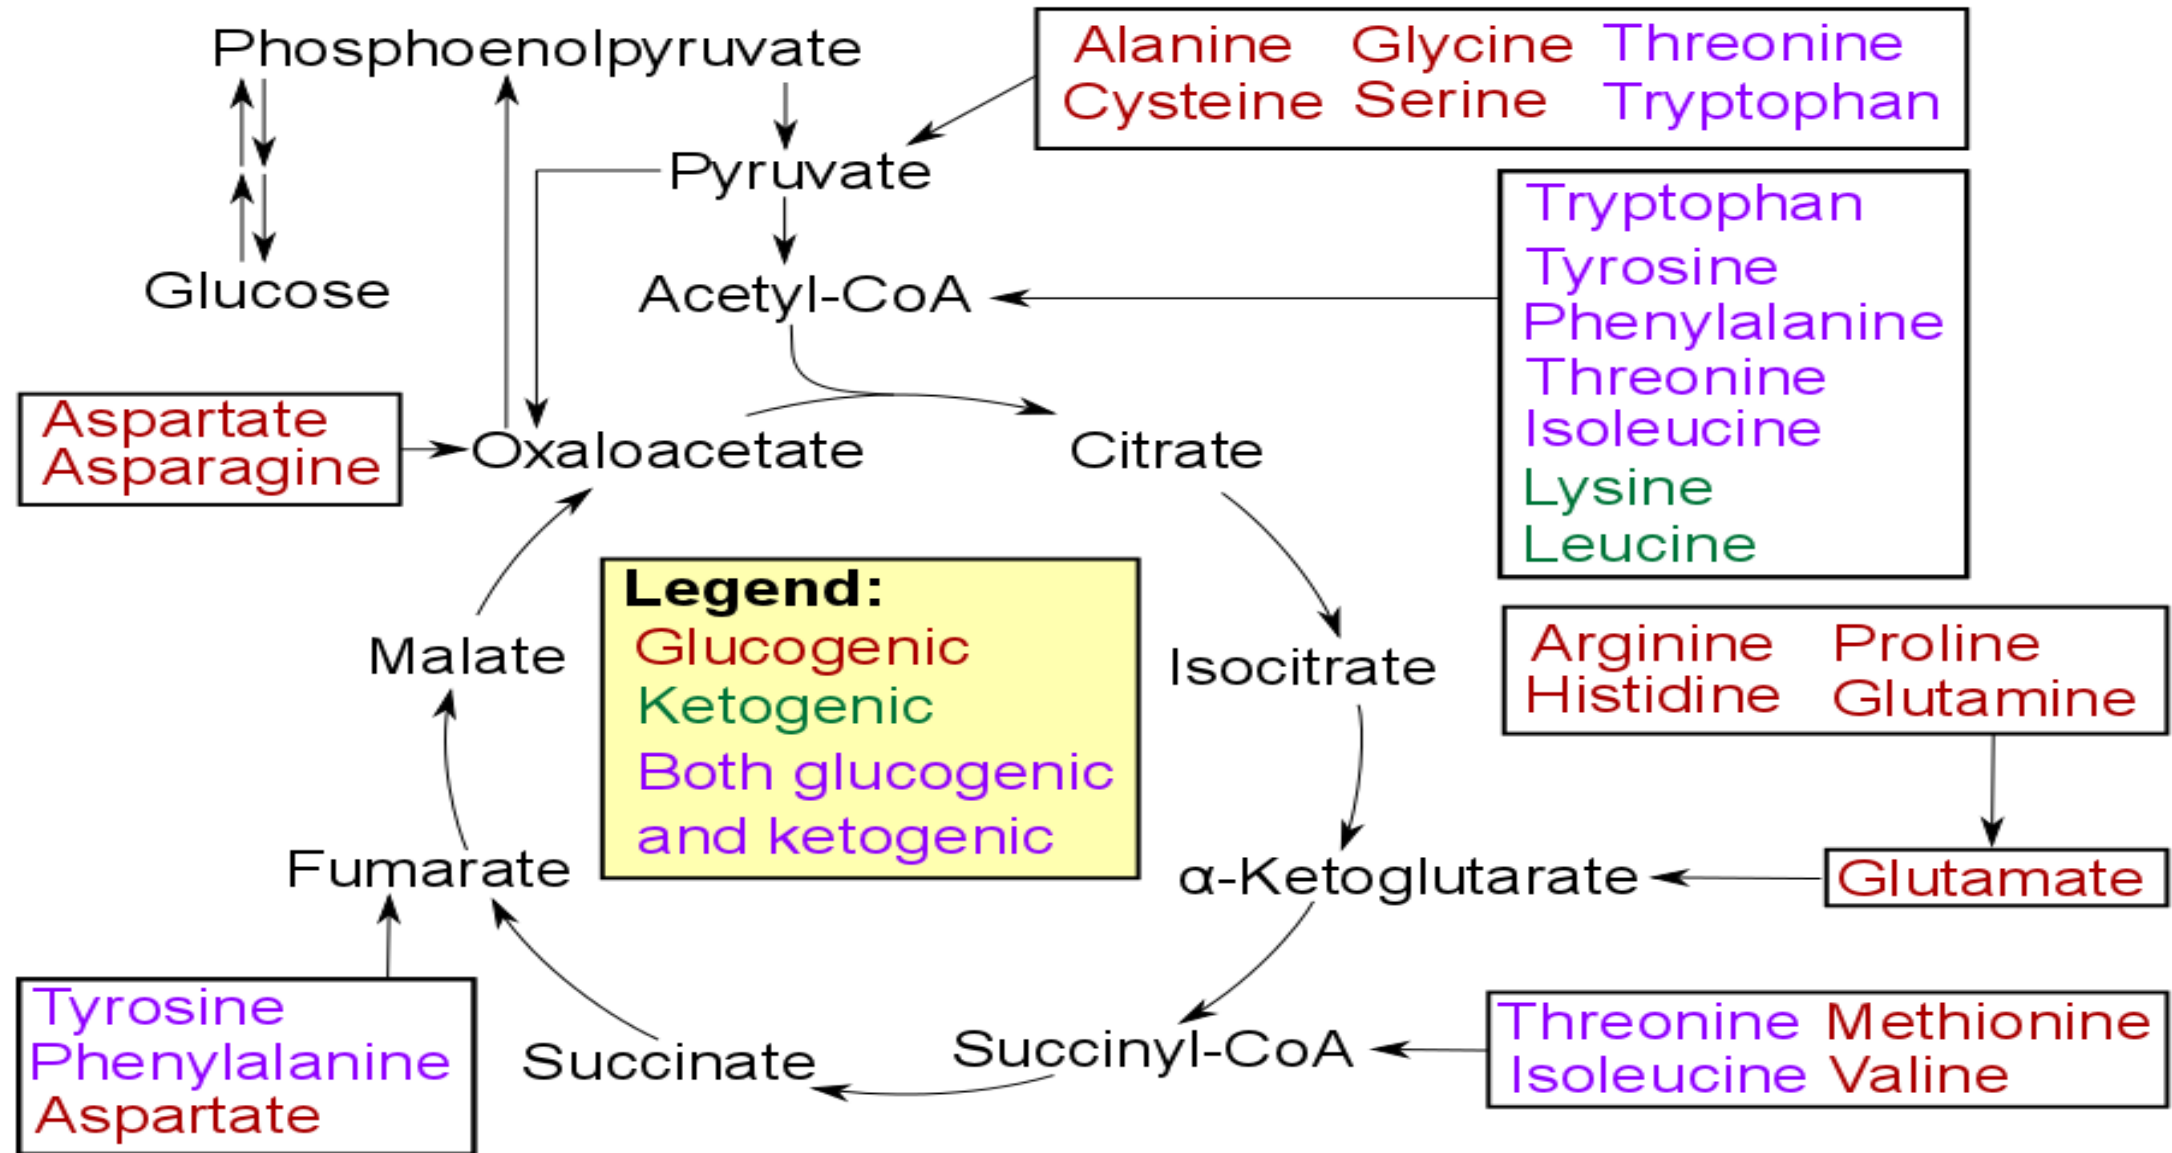 Phosphoenolpyruvate
Alanine Glycine Threonine
Cysteine Serine Tryptophan
Pyruvate
Glucose
Acetyl-CoA
Tryptophan
Tyrosine
Phenylalanine
Threonine
Isoleucine
Lysine
Leucine
Aspartate
Asparagine
Oxaloacetate
Citrate
Legend:
Glucogenic
Ketogenic
Both glucogenic
and ketogenic
Malate
Isocitrate
Arginine Proline
Histidine Glutamine
Fumarate
α-Ketoglutarate
Glutamate
Tyrosine
Phenylalanine
Aspartate
Succinate
Succinyl-CoA
Threonine Methionine
Isoleucine Valine